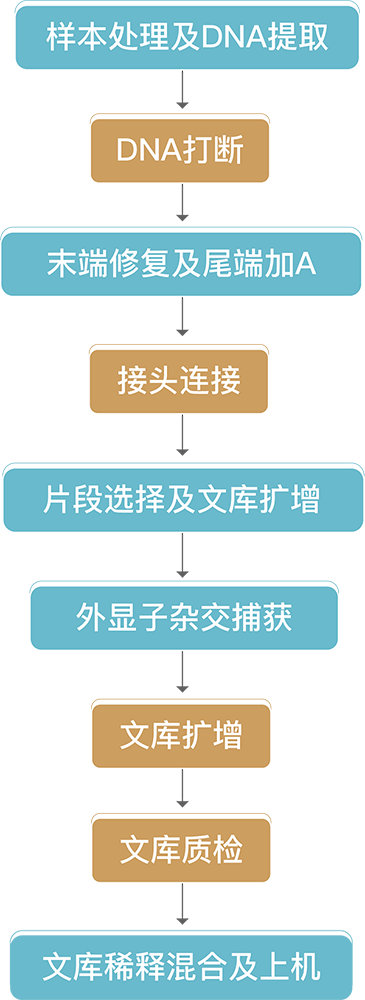 样本处理及DNA提取
DNA打断
末端修复及尾端加A
接头连接
片段选择及文库扩增
外显子杂交捕获
文库扩增
文库质检
文库稀释混合及上机